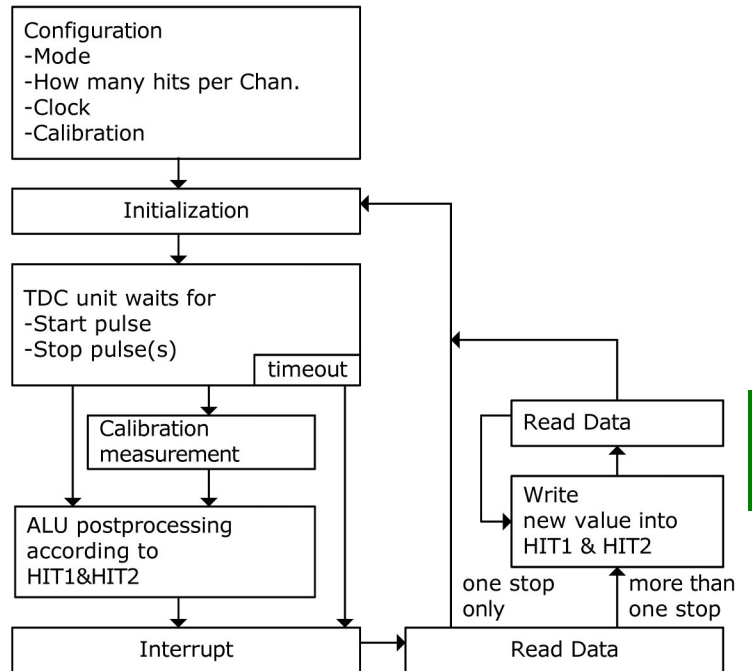 Configuration
-Mode
-How many hits per Chan.
-Clock
-Calibration
Initialization
TDC unit waits for
-Start pulse
-Stop pulse(s)
timeout
Calibration
measurement
ALU postprocessing
according to
HIT1&HIT2
Interrupt
Read Data
one stop
only
more than
one stop
Write
new value into
HIT1 & HIT2
Read Data